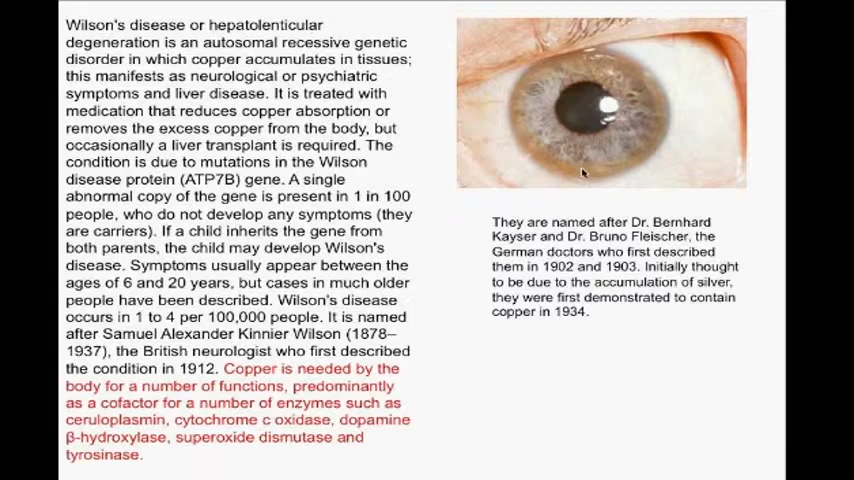 Wilson's disease or hepatolenticular
degeneration is an autosomal recessive genetic
disorder in which copper accumulates in tissues;
this manifests as neurological or psychiatric
symptoms and liver disease. It is treated with
medication that reduces copper absorption or
removes the excess copper from the body, but
occasionally a liver transplant is required. The
condition is due to mutations in the Wilson
disease protein (ATP7B) gene. A single
abnormal copy of the gene is present in 1 in 100
people, who do not develop any symptoms (they
are carriers). If a child inherits the gene from
both parents, the child may develop Wilson's
disease. Symptoms usually appear between the
ages of 6 and 20 years, but cases in much older
people have been described. Wilson's disease
occurs in 1 to 4 per 100,000 people. It is named
after Samuel Alexander Kinnier Wilson (1878–
1937), the British neurologist who first described
the condition in 1912. Copper is needed by the
body for a number of functions, predominantly
as a cofactor for a number of enzymes such as
ceruloplasmin, cytochrome c oxidase, dopamine
β-hydroxylase, superoxide dismutase and
tyrosinase.
They are named after Dr. Bernhard
Kayser and Dr. Bruno Fleischer, the
German doctors who first described
them in 1902 and 1903. Initially thought
to be due to the accumulation of silver,
they were first demonstrated to contain
copper in 1934.